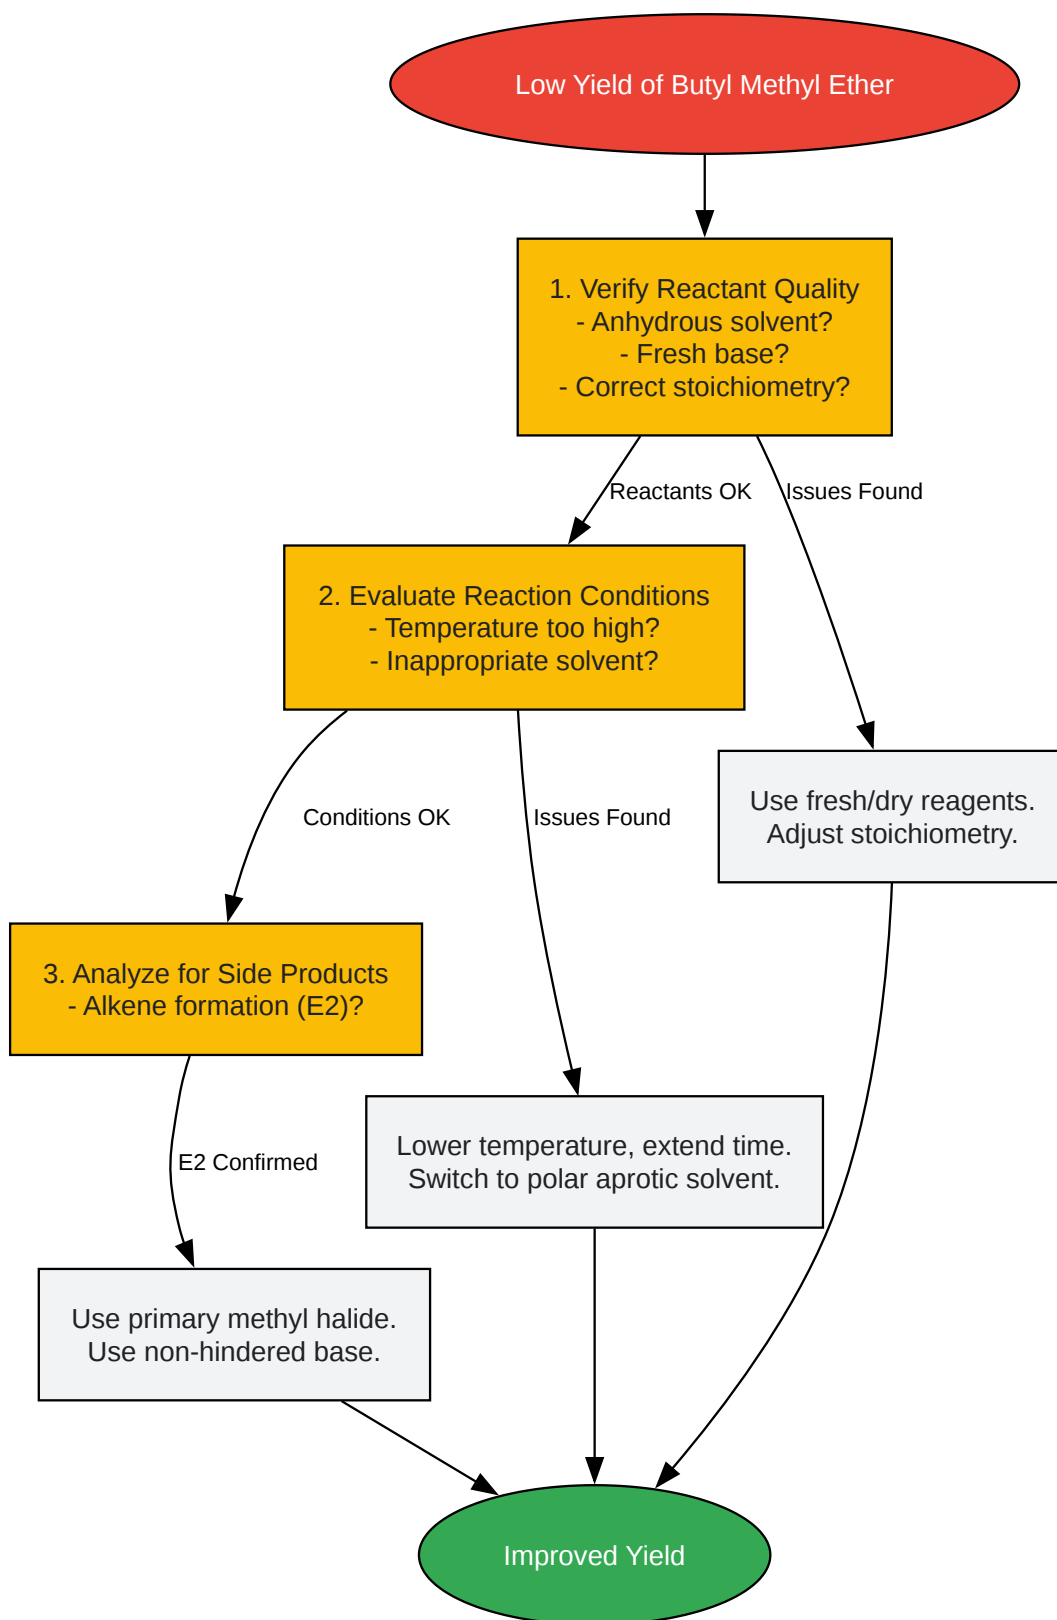 Low Yield of Butyl Methyl Ether
1. Verify Reactant Quality
- Anhydrous solvent?
- Fresh base?
- Correct stoichiometry?
Reactants OK
Issues Found
2. Evaluate Reaction Conditions
- Temperature too high?
- Inappropriate solvent?
Use fresh/dry reagents.
Adjust stoichiometry.
Conditions OK
Issues Found
3. Analyze for Side Products
- Alkene formation (E2)?
Lower temperature, extend time.
Switch to polar aprotic solvent.
E2 Confirmed
Use primary methyl halide.
Use non-hindered base.
Improved Yield